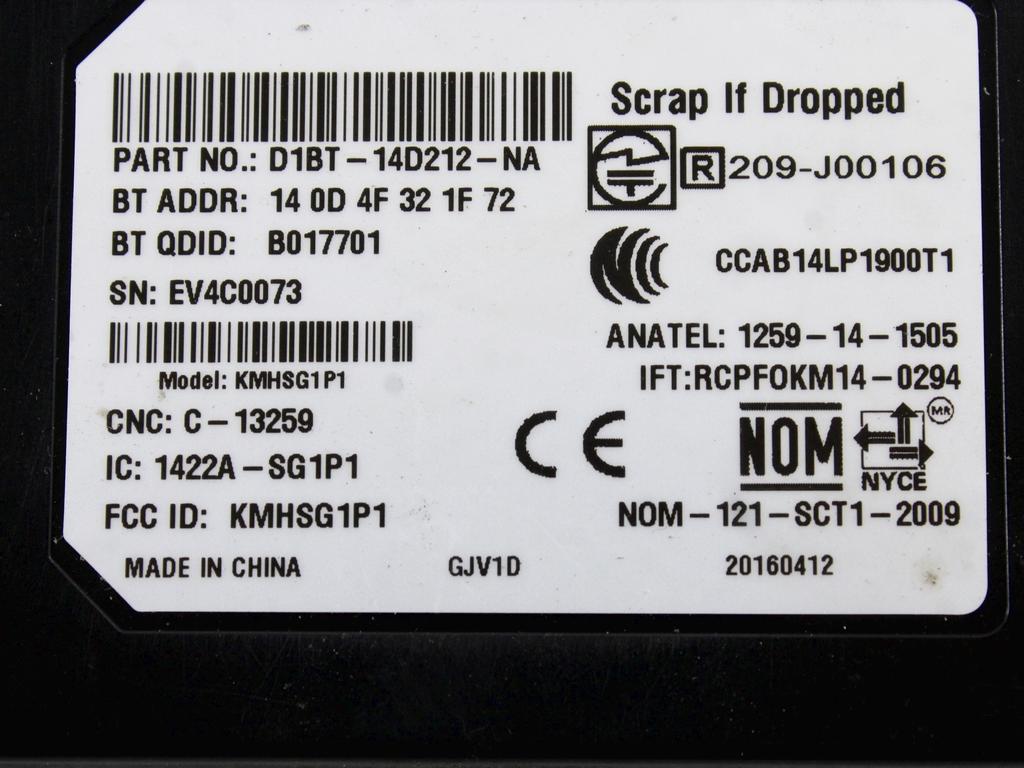 Scrap If Dropped
PART NO.: D1BT-14D212-NA
R 209-J00106
BT ADDR: 14 0D 4F 32 1F 72
BT QDID: B017701
CCAB14LP1900T1
SN: EV4C0073
ANATEL: 1259-14-1505
Model: KMHSG1P1
IFT:RCPFOKM14-0294
CNC: C-13259
CE
NOM
MR
NYCE
IC: 1422A-SG1P1
FCC ID: KMHSG1P1
NOM-121-SCT1-2009
MADE IN CHINA GJV1D 20160412